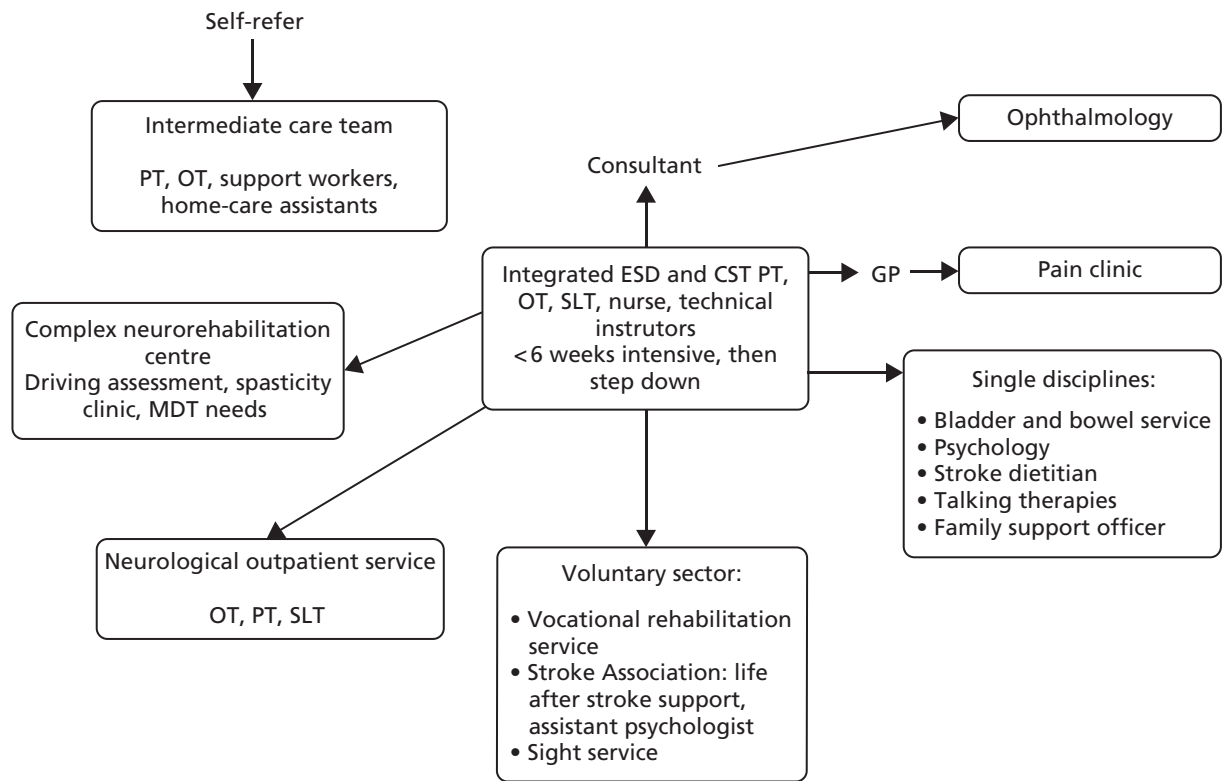 Self-refer
Intermediate care team
PT, OT, support workers,
home-care assistants
Ophthalmology
Consultant
Integrated ESD and CST PT,
OT, SLT, nurse, technical
instrutors
<6 weeks intensive, then
step down
GP
Pain clinic
Complex neurorehabilitation
centre
Driving assessment, spasticity
clinic, MDT needs
Single disciplines:
• Bladder and bowel service
• Psychology
• Stroke dietitian
• Talking therapies
• Family support officer
Neurological outpatient service
OT, PT, SLT
Voluntary sector:
• Vocational rehabilitation
service
• Stroke Association: life
after stroke support,
assistant psychologist
• Sight service